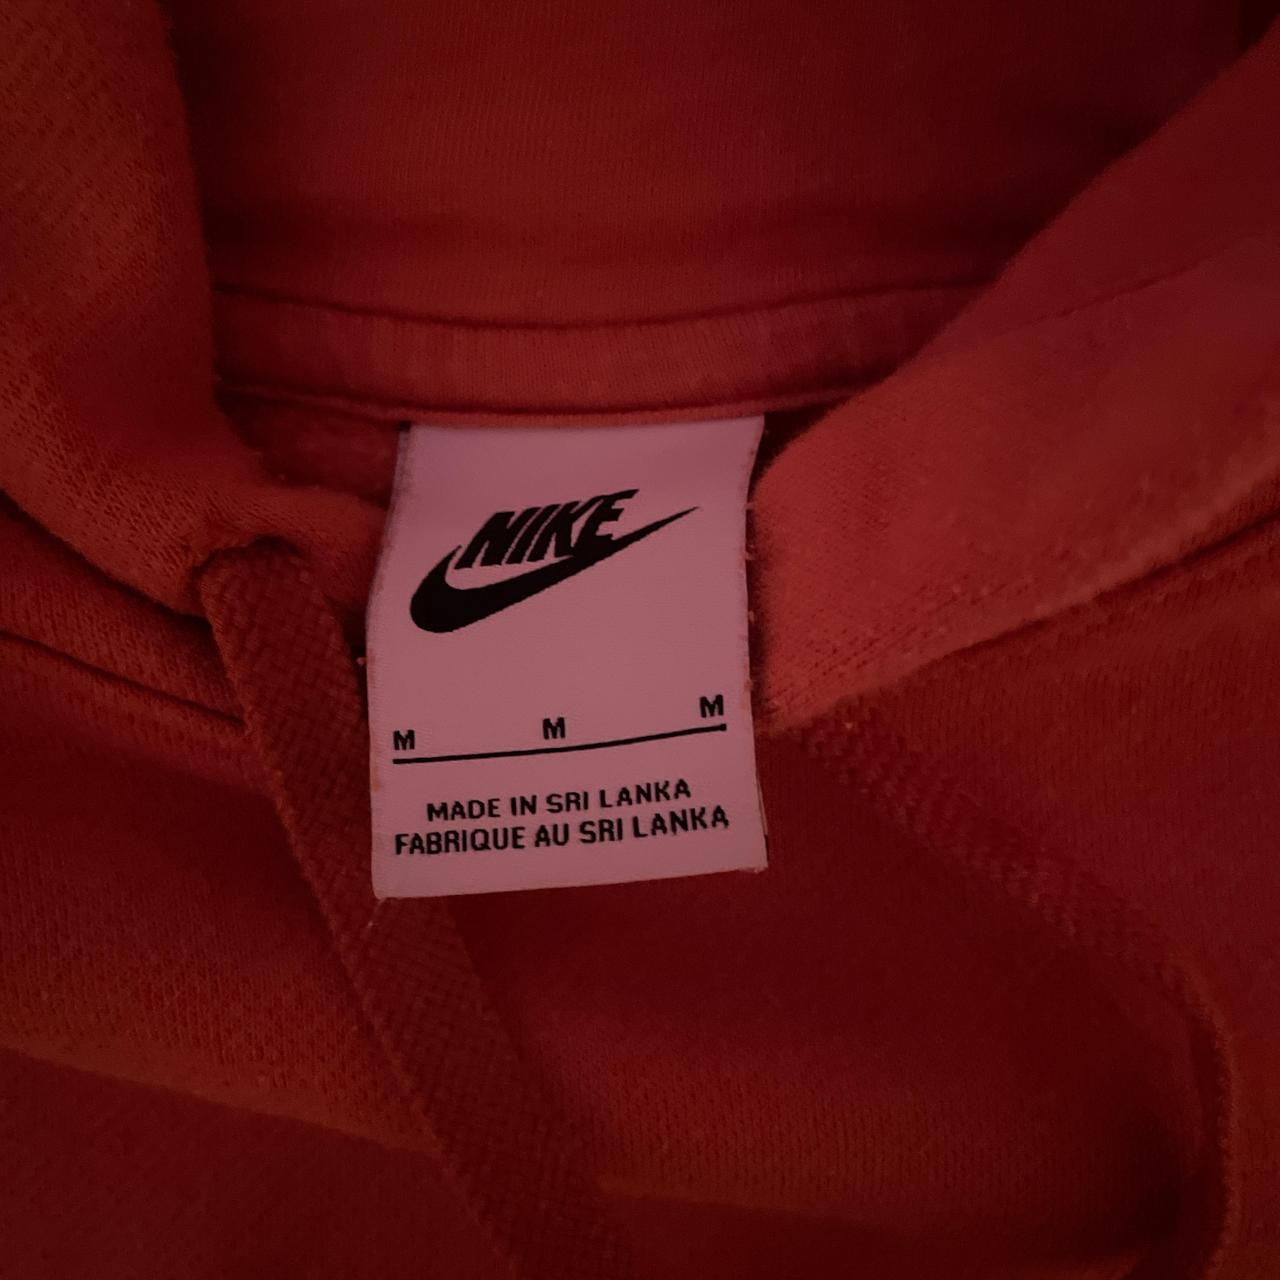 NIKE
M M M
MADE IN SRI LANKA
FABRIQUE AU SRI LANKA